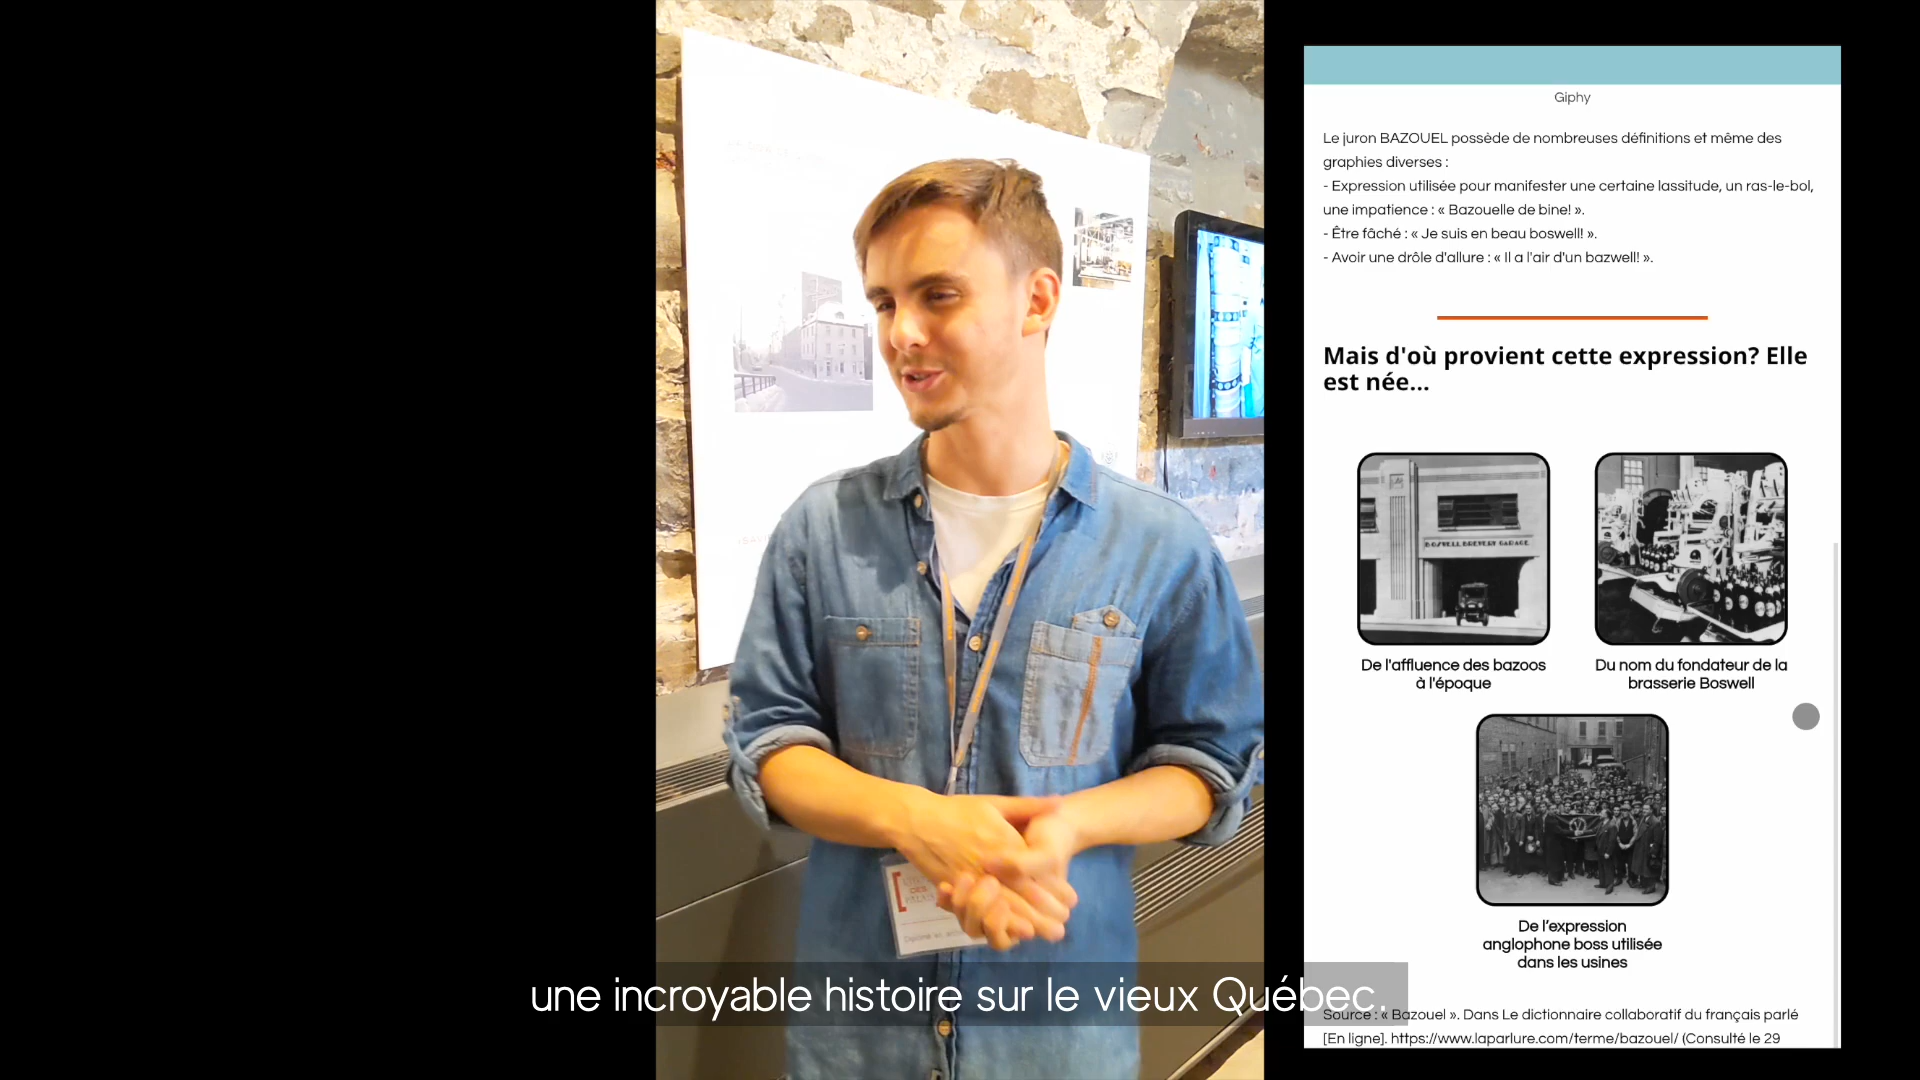 Giphy
Le juron BAZOUEL possède de nombreuses définitions et même des
graphies diverses :
- Expression utilisée pour manifester une certaine lassitude, un ras-le-bol,
une impatience : « Bazouelle de bine! ».
- Être fâché : « Je suis en beau boswell! ».
- Avoir une drôle d'allure : « Il a l'air d'un bazwell! ».
Mais d'où provient cette expression? Elle
est née...
BOSWELL BREWERY GARAGE
De l'affluence des bazoos
à l'époque
Du nom du fondateur de la
brasserie Boswell
De l'expression
anglophone boss utilisée
dans les usines
Source : « Bazouel ». Dans Le dictionnaire collaboratif du français parlé
[En ligne]. https://www.laparlure.com/terme/bazouel/ (Consulté le 29
DES
une incroyable histoire sur le vieux Québec.